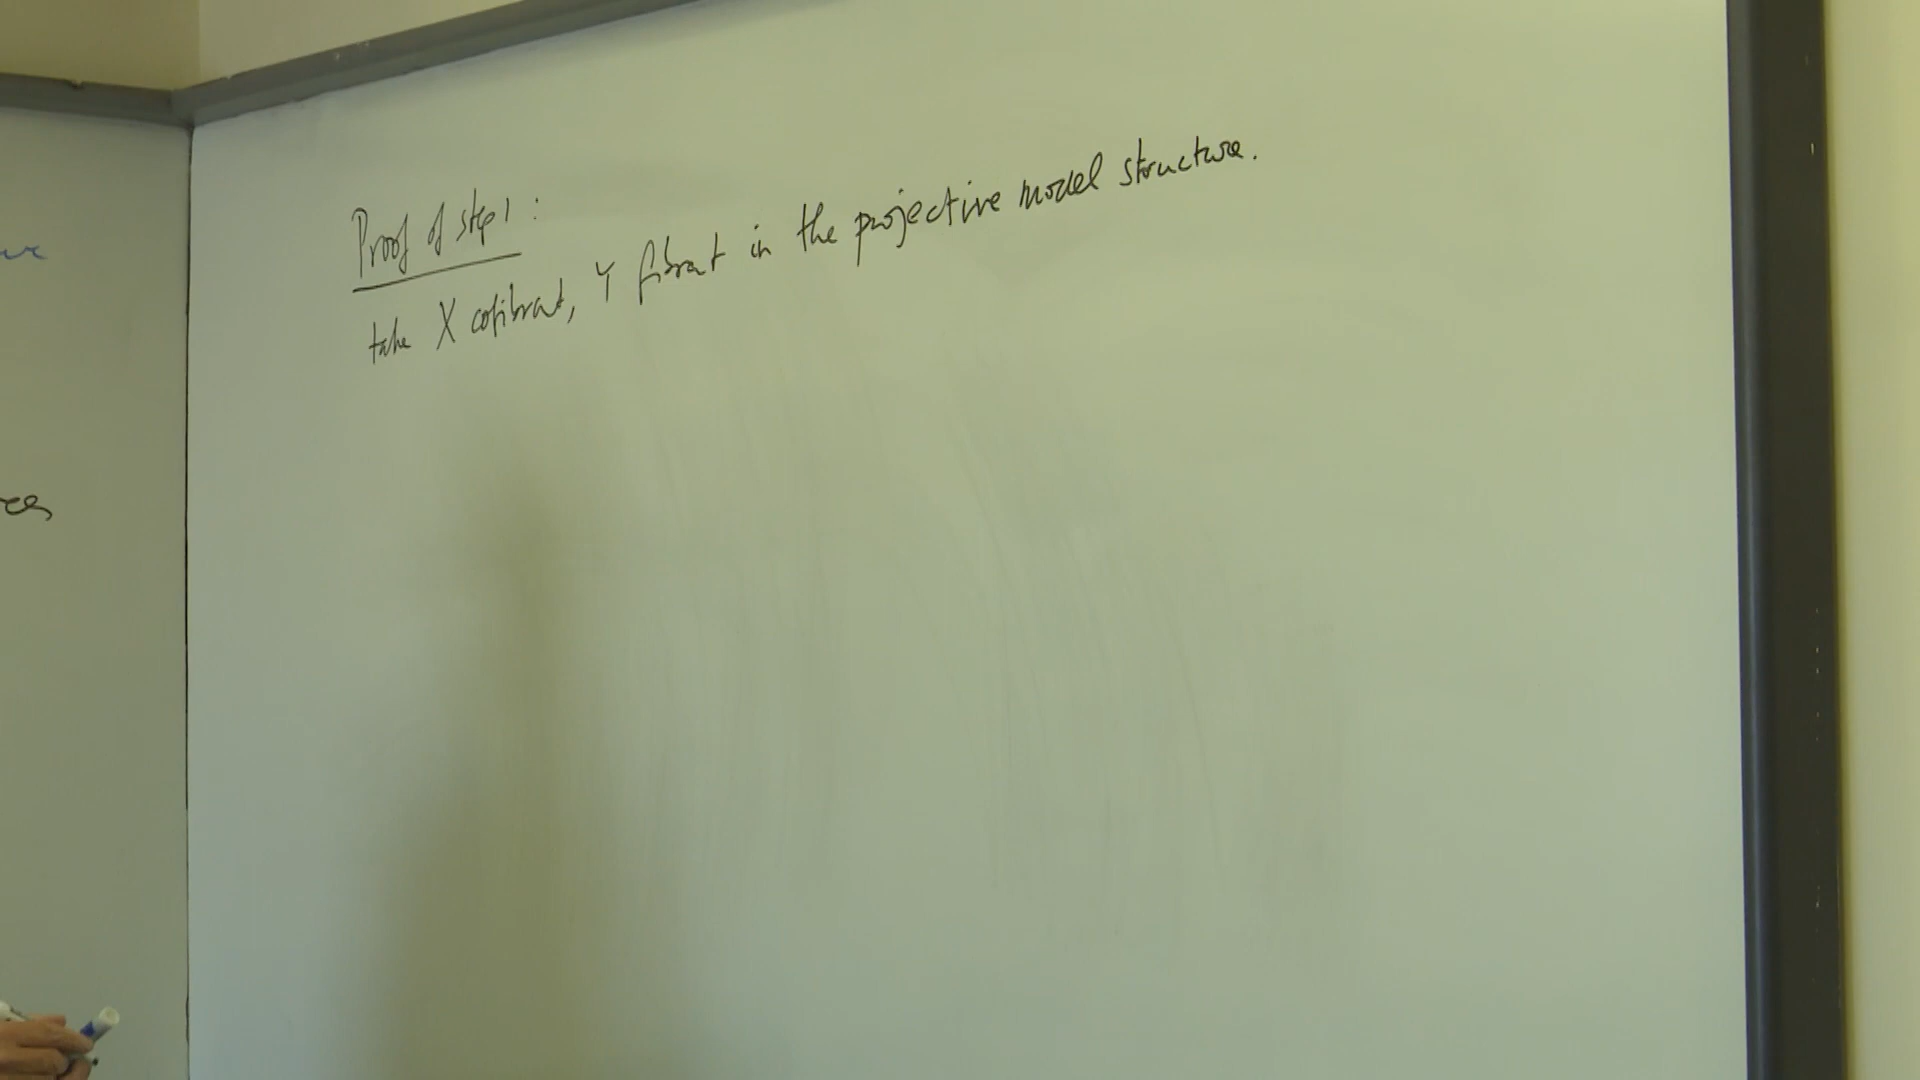 Proof of step 1:
take X cofibrant, Y fibrant in the projective model structure.